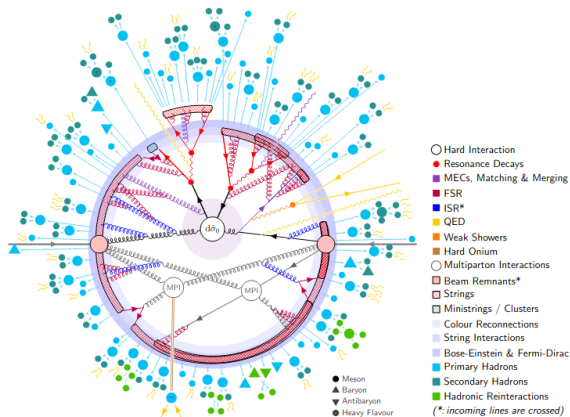 dσ̂₀
MPI
MPI
Hard Interaction
Resonance Decays
MECs, Matching & Merging
FSR
ISR*
QED
Weak Showers
Hard Onium
Multiparton Interactions
Beam Remnants*
Strings
Ministrings / Clusters
Colour Reconnections
String Interactions
Bose-Einstein & Fermi-Dirac
Primary Hadrons
Secondary Hadrons
Hadronic Reinteractions
(*: incoming lines are crossed)
Meson
Baryon
Antibaryon
Heavy Flavour